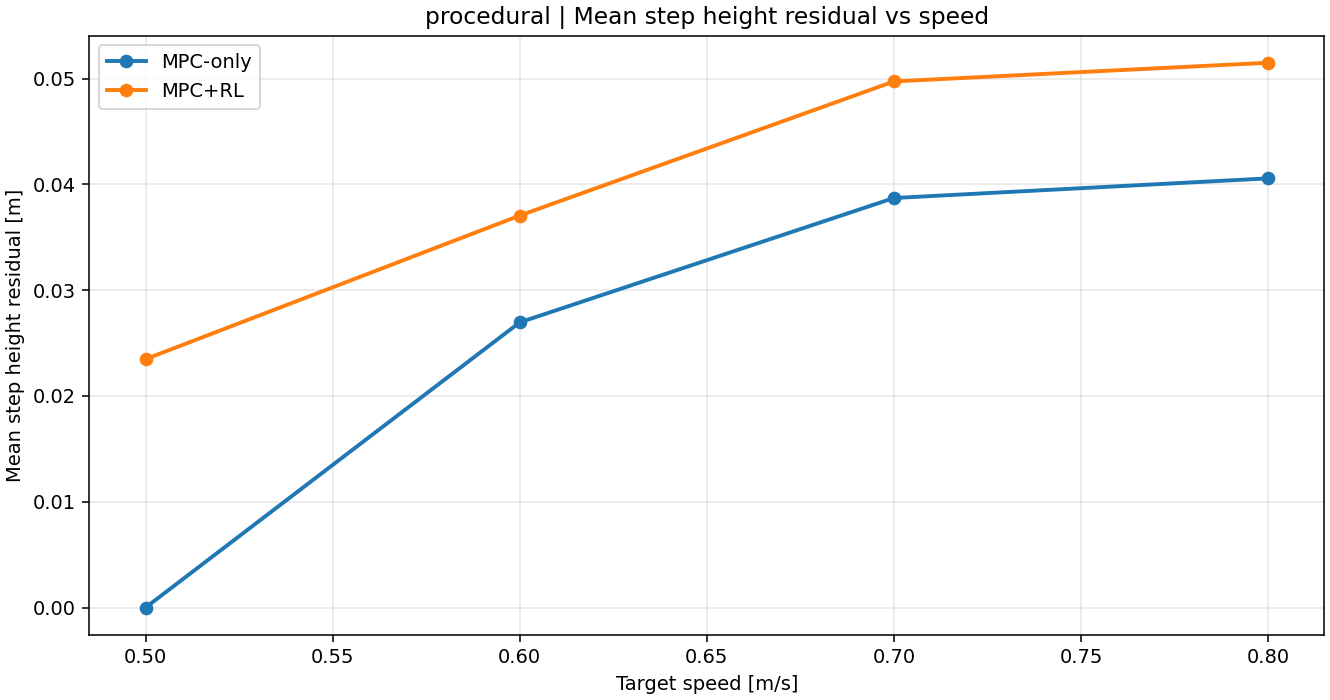 procedural | Mean step height residual vs speed
MPC-only
MPC+RL
Mean step height residual [m]
0.05
0.04
0.03
0.02
0.01
0.00
0.50 0.55 0.60 0.65 0.70 0.75 0.80
Target speed [m/s]